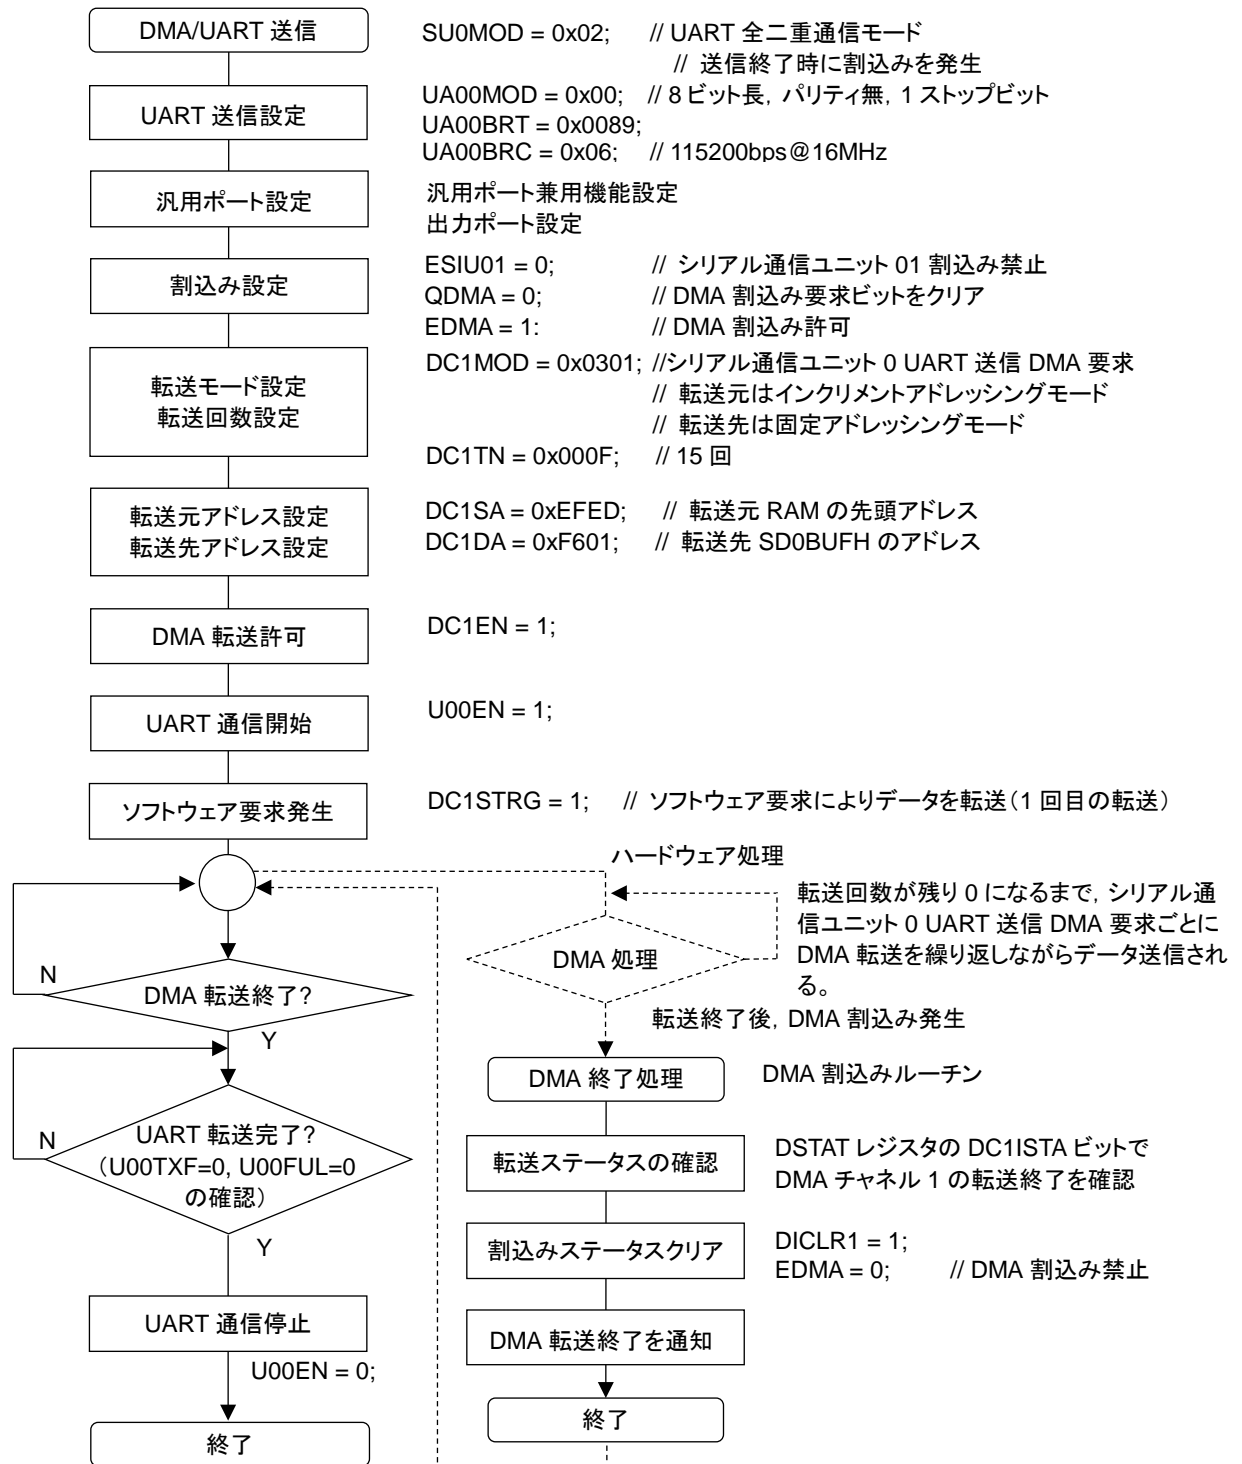 DMA/UART 送信
SU0MOD = 0x02; // UART 全二重通信モード
// 送信終了時に割込みを発生
UART 送信設定
UA00MOD = 0x00; // 8 ビット長，パリティ無，1 ストップビット
UA00BRT = 0x0089;
UA00BRC = 0x06; // 115200bps@16MHz
汎用ポート設定
汎用ポート兼用機能設定
出力ポート設定
割込み設定
ESIU01 = 0; // シリアル通信ユニット 01 割込み禁止
QDMA = 0; // DMA 割込み要求ビットをクリア
EDMA = 1: // DMA 割込み許可
転送モード設定
転送回数設定
DC1MOD = 0x0301; //シリアル通信ユニット 0 UART 送信 DMA 要求
// 転送元はインクリメントアドレッシングモード
// 転送先は固定アドレッシングモード
DC1TN = 0x000F; // 15 回
転送元アドレス設定
転送先アドレス設定
DC1SA = 0xEFED; // 転送元 RAM の先頭アドレス
DC1DA = 0xF601; // 転送先 SD0BUFH のアドレス
DMA 転送許可
DC1EN = 1;
UART 通信開始
U00EN = 1;
ソフトウェア要求発生
DC1STRG = 1; // ソフトウェア要求によりデータを転送（1 回目の転送）
ハードウェア処理
転送回数が残り 0 になるまで，シリアル通
信ユニット 0 UART 送信 DMA 要求ごとに
DMA 転送を繰り返しながらデータ送信され
る。
DMA 処理
N
DMA 転送終了?
Y
転送終了後，DMA 割込み発生
DMA 終了処理
DMA 割込みルーチン
N
UART 転送完了?
（U00TXF=0, U00FUL=0
の確認）
Y
転送ステータスの確認
DSTAT レジスタの DC1ISTA ビットで
DMA チャネル 1 の転送終了を確認
割込みステータスクリア
DICLR1 = 1;
EDMA = 0; // DMA 割込み禁止
UART 通信停止
U00EN = 0;
DMA 転送終了を通知
終了
終了